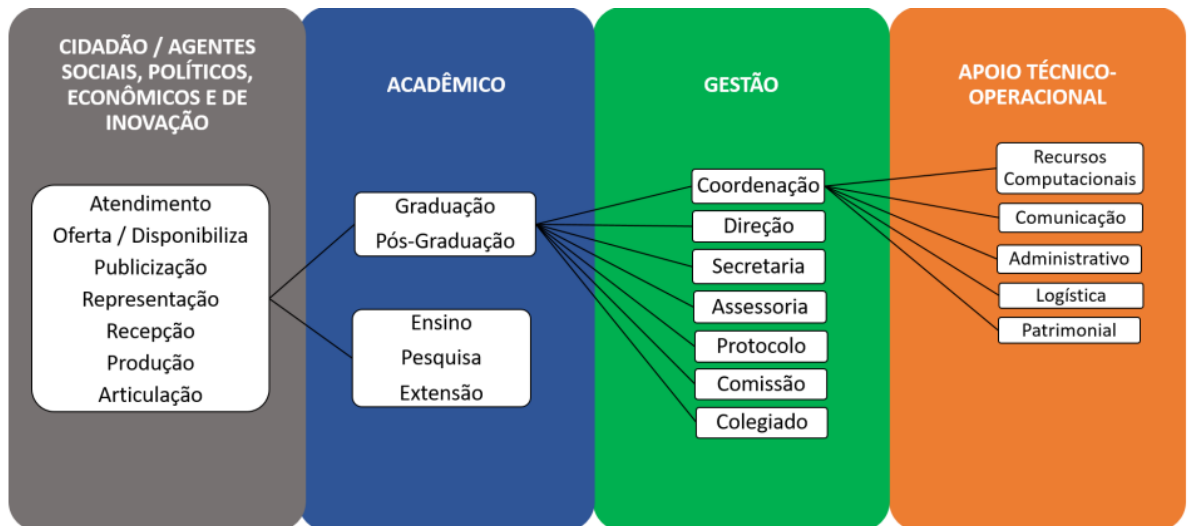 CIDADÃO / AGENTES
SOCIAIS, POLÍTICOS,
ECONÔMICOS E DE
INOVAÇÃO
Atendimento
Oferta / Disponibiliza
Publicização
Representação
Recepção
Produção
Articulação
ACADÊMICO
Graduação
Pós-Graduação
Ensino
Pesquisa
Extensão
GESTÃO
Coordenação
Direção
Secretaria
Assessoria
Protocolo
Comissão
Colegiado
APOIO TÉCNICO-
OPERACIONAL
Recursos
Computacionais
Comunicação
Administrativo
Logística
Patrimonial